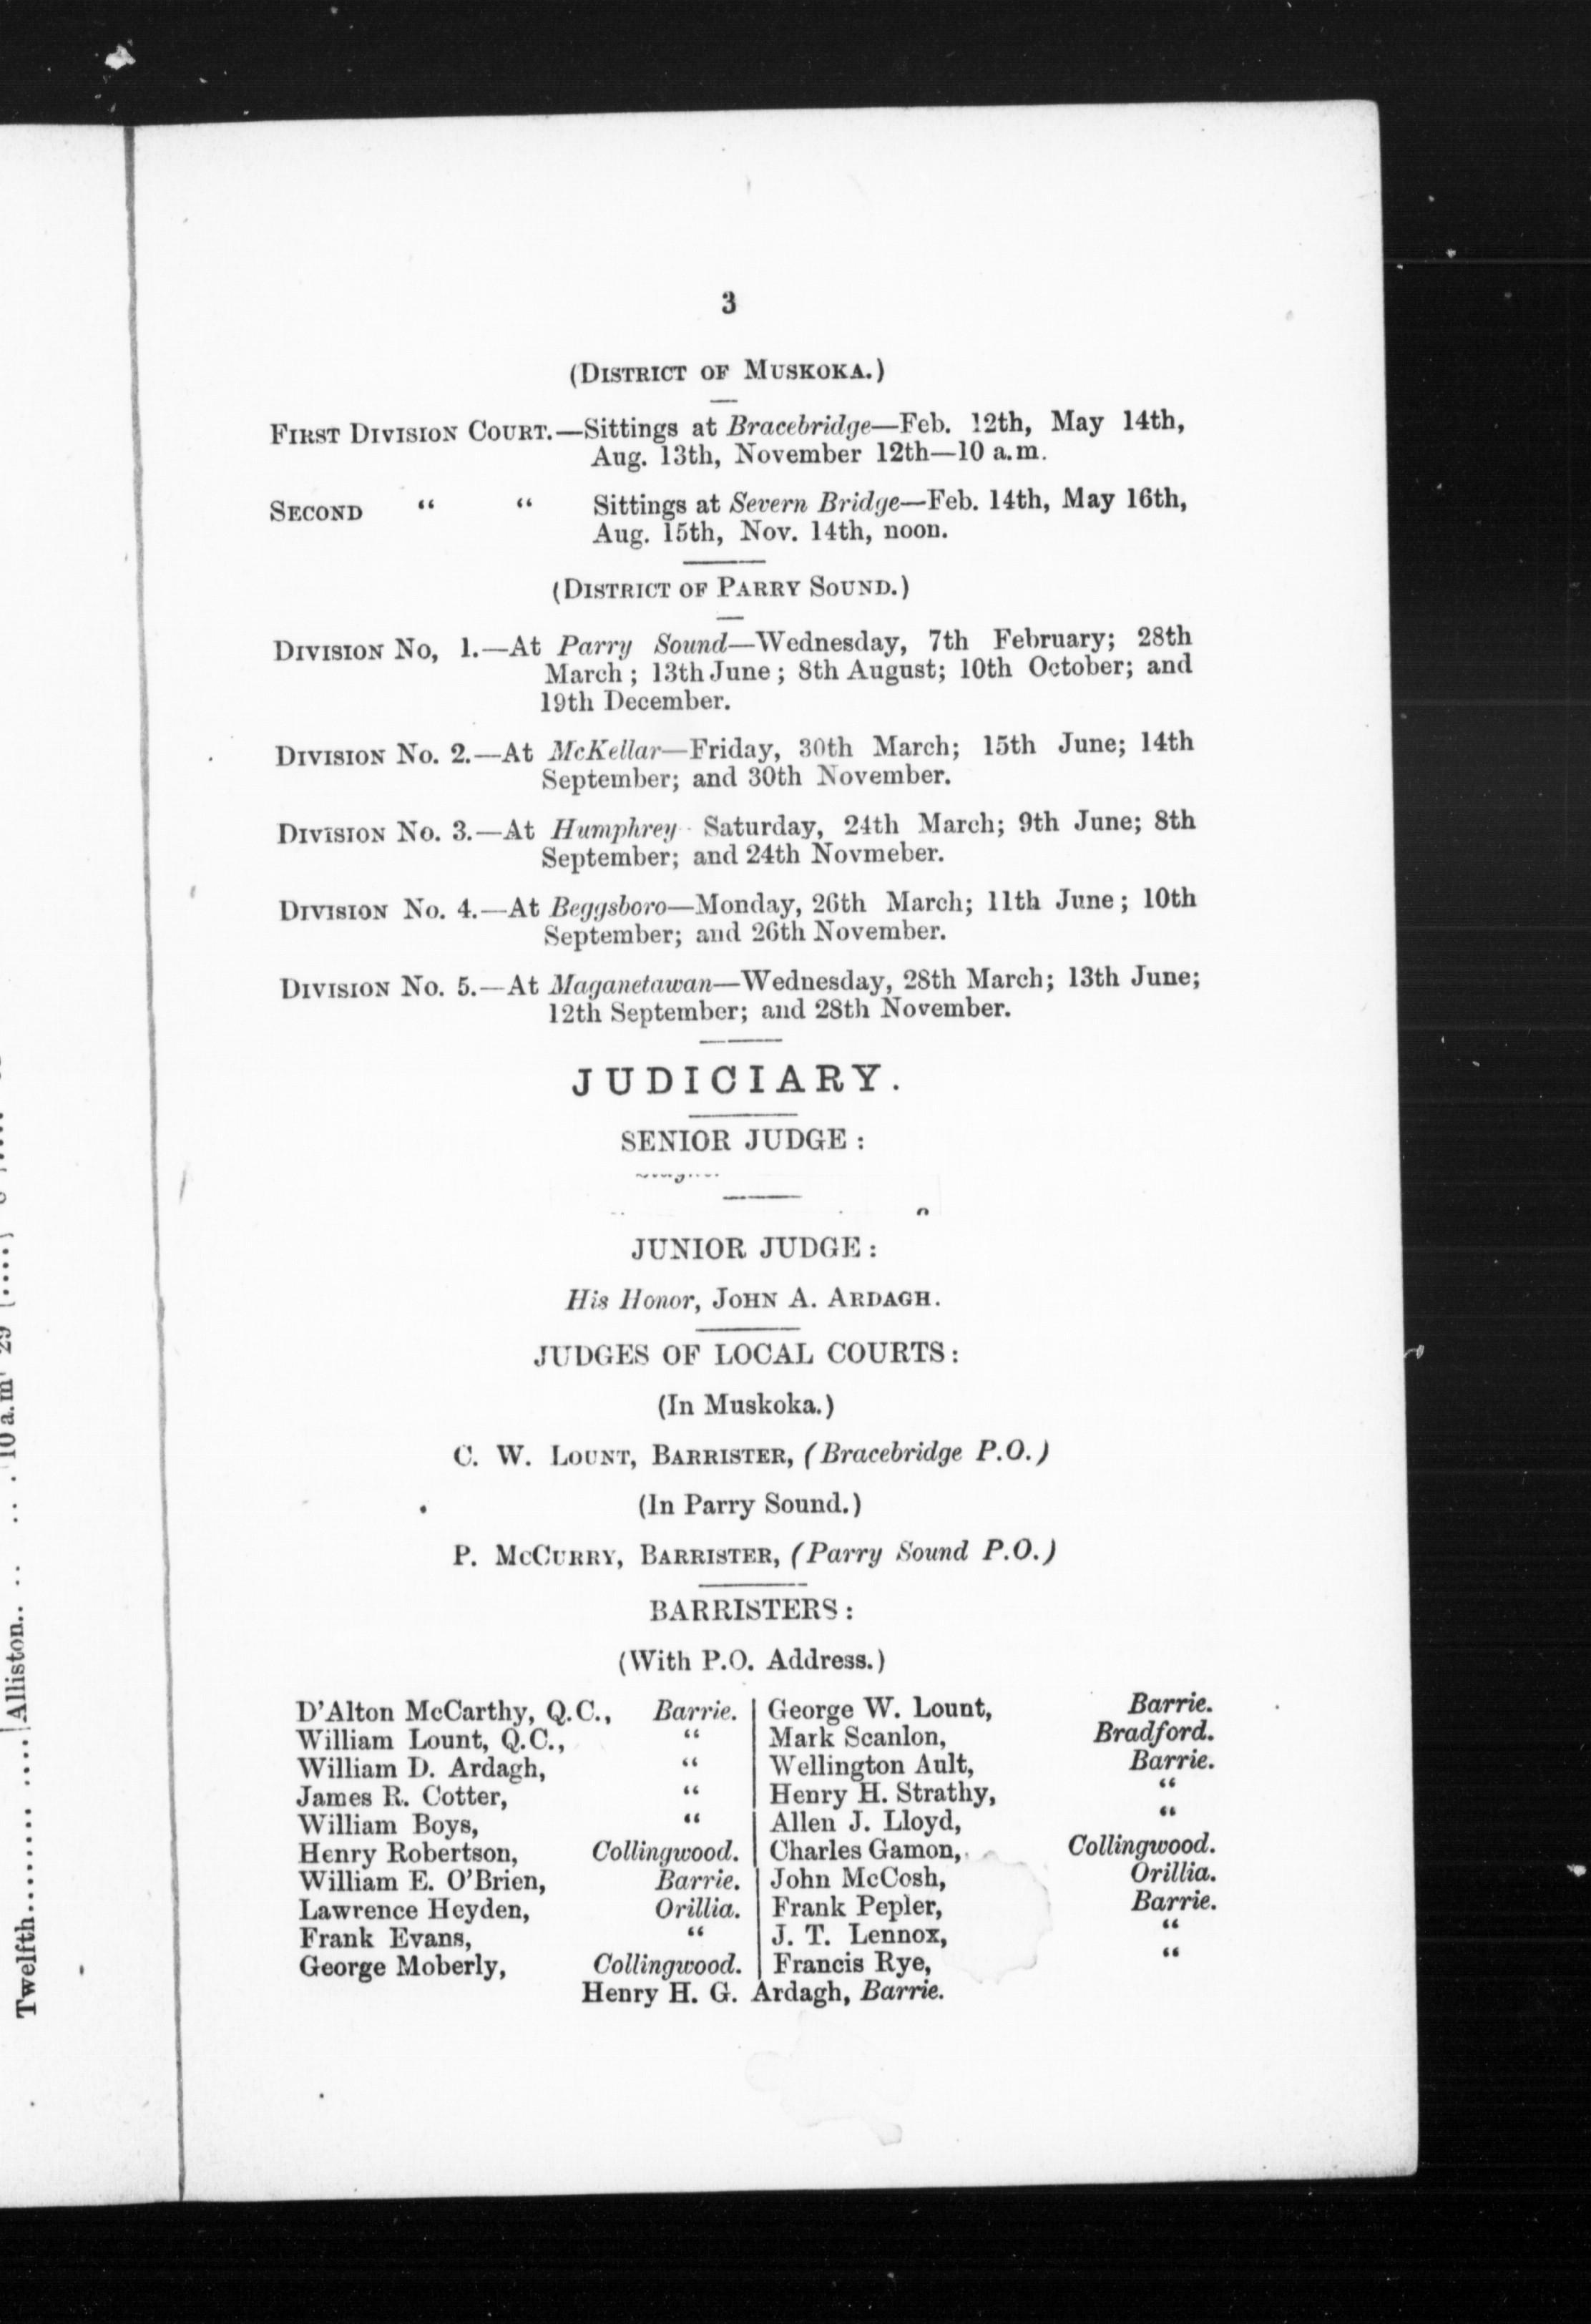 3
(DISTRICT OF MUSKOKA.)
FIRST DIVISION COURT.—Sittings at Bracebridge—Feb. 12th, May 14th,
Aug. 13th, November 12th—10 a.m.
SECOND “ “ Sittings at Severn Bridge—Feb. 14th, May 16th,
Aug. 15th, Nov. 14th, noon.
(DISTRICT OF PARRY SOUND.)
DIVISION NO, 1.—At Parry Sound—Wednesday, 7th February; 28th
March; 13th June; 8th August; 10th October; and
19th December.
DIVISION NO. 2.—At McKellar—Friday, 30th March; 15th June; 14th
September; and 30th November.
DIVISION NO. 3.—At Humphrey- Saturday, 24th March; 9th June; 8th
September; and 24th Novmeber.
DIVISION NO. 4.—At Beggsboro—Monday, 26th March; 11th June; 10th
September; and 26th November.
DIVISION NO. 5.—At Maganetawan—Wednesday, 28th March; 13th June;
12th September; and 28th November.
JUDICIARY.
SENIOR JUDGE:
JUNIOR JUDGE:
His Honor, JOHN A. ARDAGH.
JUDGES OF LOCAL COURTS:
(In Muskoka.)
C. W. LOUNT, BARRISTER, (Bracebridge P.O.)
(In Parry Sound.)
P. MCCURRY, BARRISTER, (Parry Sound P.O.)
BARRISTERS:
(With P.O. Address.)
D'Alton McCarthy, Q.C., Barrie.
William Lount, Q.C., “
William D. Ardagh, “
James R. Cotter, “
William Boys, “
Henry Robertson, Collingwood.
William E. O'Brien, Barrie.
Lawrence Heyden, Orillia.
Frank Evans, “
George Moberly, Collingwood.
George W. Lount, Barrie.
Mark Scanlon, Bradford.
Wellington Ault, Barrie.
Henry H. Strathy, “
Allen J. Lloyd, “
Charles Gamon, Collingwood.
John McCosh, Orillia.
Frank Pepler, Barrie.
J. T. Lennox, “
Francis Rye, “
Henry H. G. Ardagh, Barrie.
Twelfth........ ....|Alliston.. .. .. . 10 a.m 29